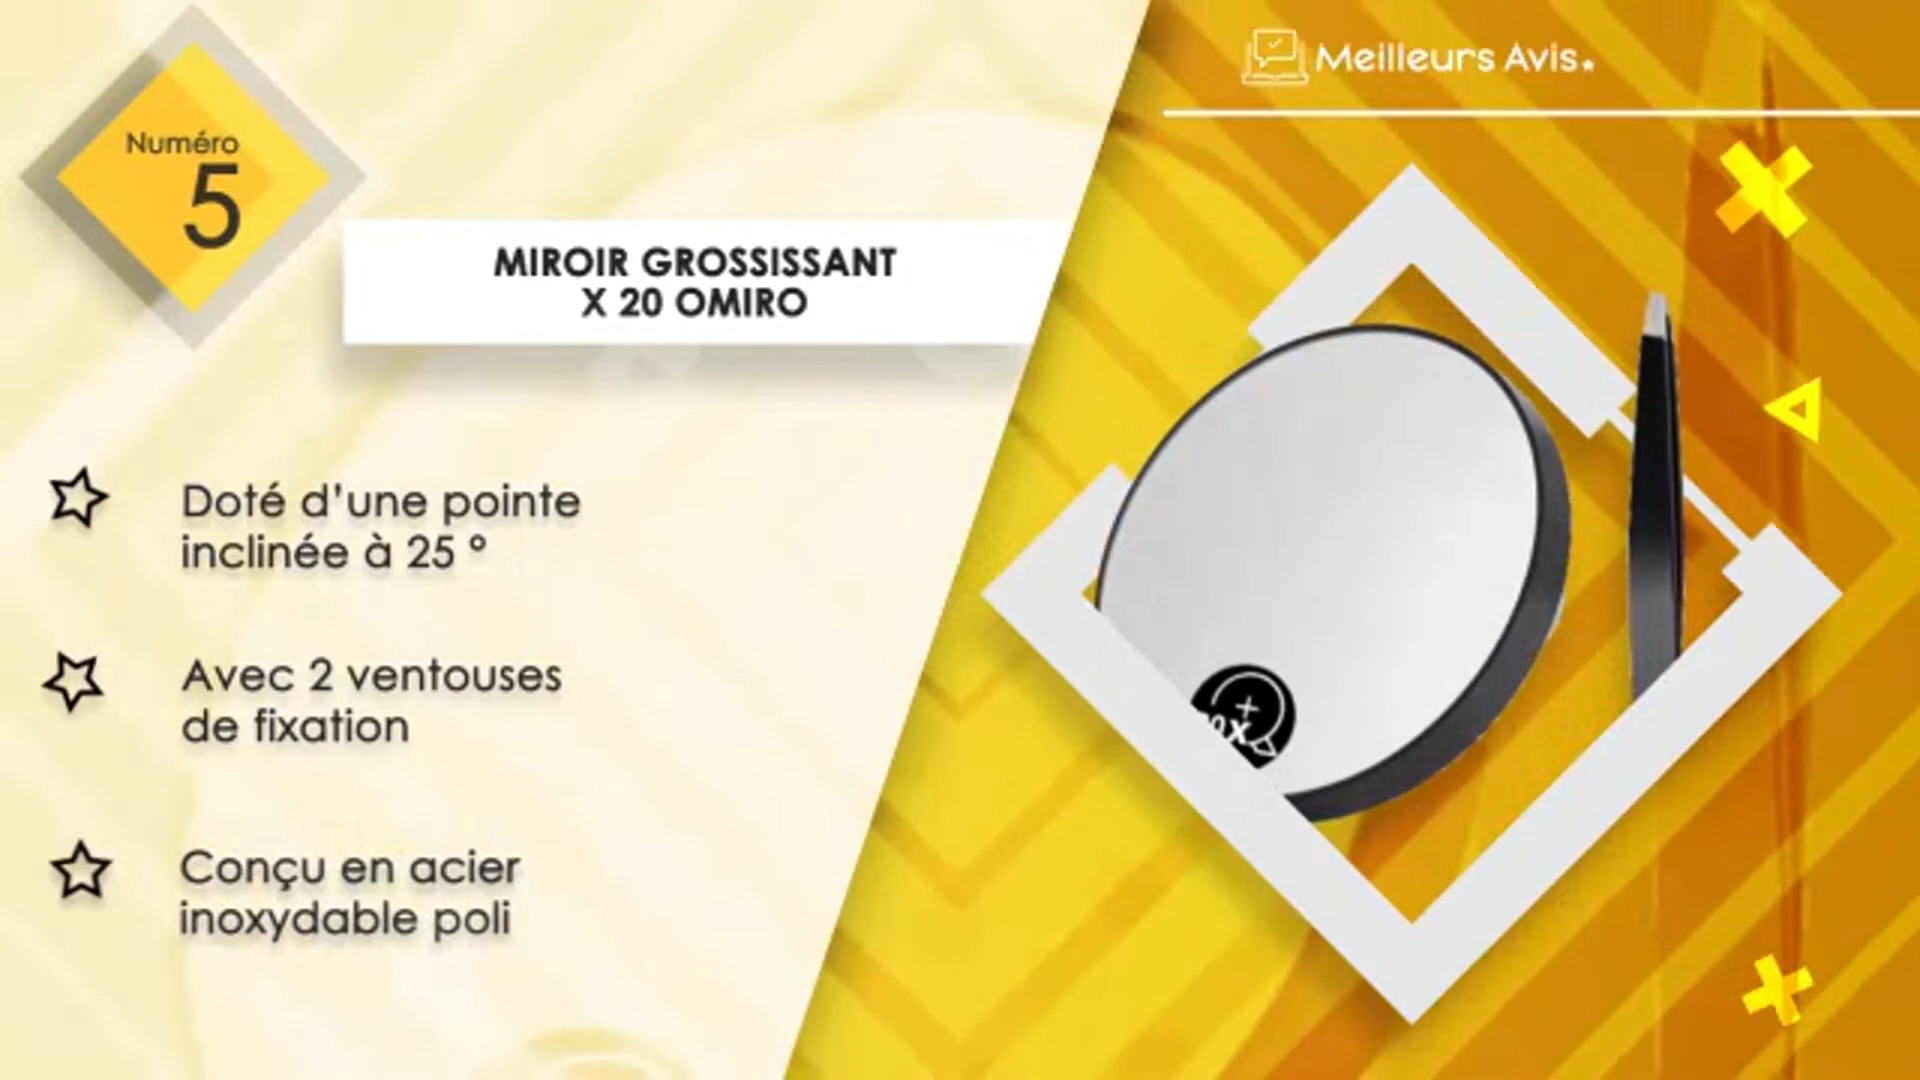 Numéro
5
Meilleurs Avis
MIROIR GROSSISSANT
X 20 OMIRO
Doté d'une pointe
inclinée à 25 °
Avec 2 ventouses
de fixation
Conçu en acier
inoxydable poli